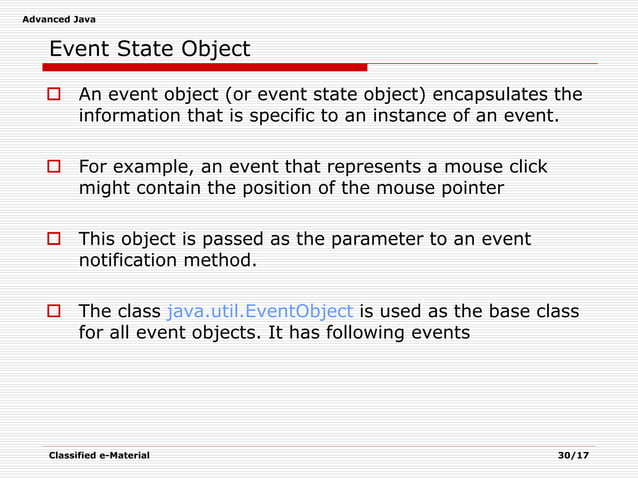 Advanced Java
Event State Object
An event object (or event state object) encapsulates the
information that is specific to an instance of an event.
For example, an event that represents a mouse click
might contain the position of the mouse pointer
This object is passed as the parameter to an event
notification method.
The class java.util.EventObject is used as the base class
for all event objects. It has following events
Classified e-Material
30/17